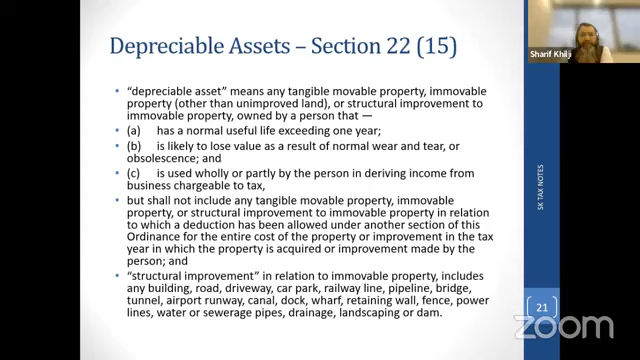 Depreciable Assets – Section 22 (15)
Sharif Khilji
• "depreciable asset" means any tangible movable property, immovable
property (other than unimproved land), or structural improvement to
immovable property, owned by a person that —
• (a) has a normal useful life exceeding one year;
• (b) is likely to lose value as a result of normal wear and tear, or
obsolescence; and
• (c) is used wholly or partly by the person in deriving income from
business chargeable to tax,
• but shall not include any tangible movable property, immovable
property, or structural improvement to immovable property in relation
to which a deduction has been allowed under another section of this
Ordinance for the entire cost of the property or improvement in the tax
year in which the property is acquired or improvement made by the
person; and
• "structural improvement" in relation to immovable property, includes
any building, road, driveway, car park, railway line, pipeline, bridge,
tunnel, airport runway, canal, dock, wharf, retaining wall, fence, power
lines, water or sewerage pipes, drainage, landscaping or dam.
SK TAX NOTES
21
zoom